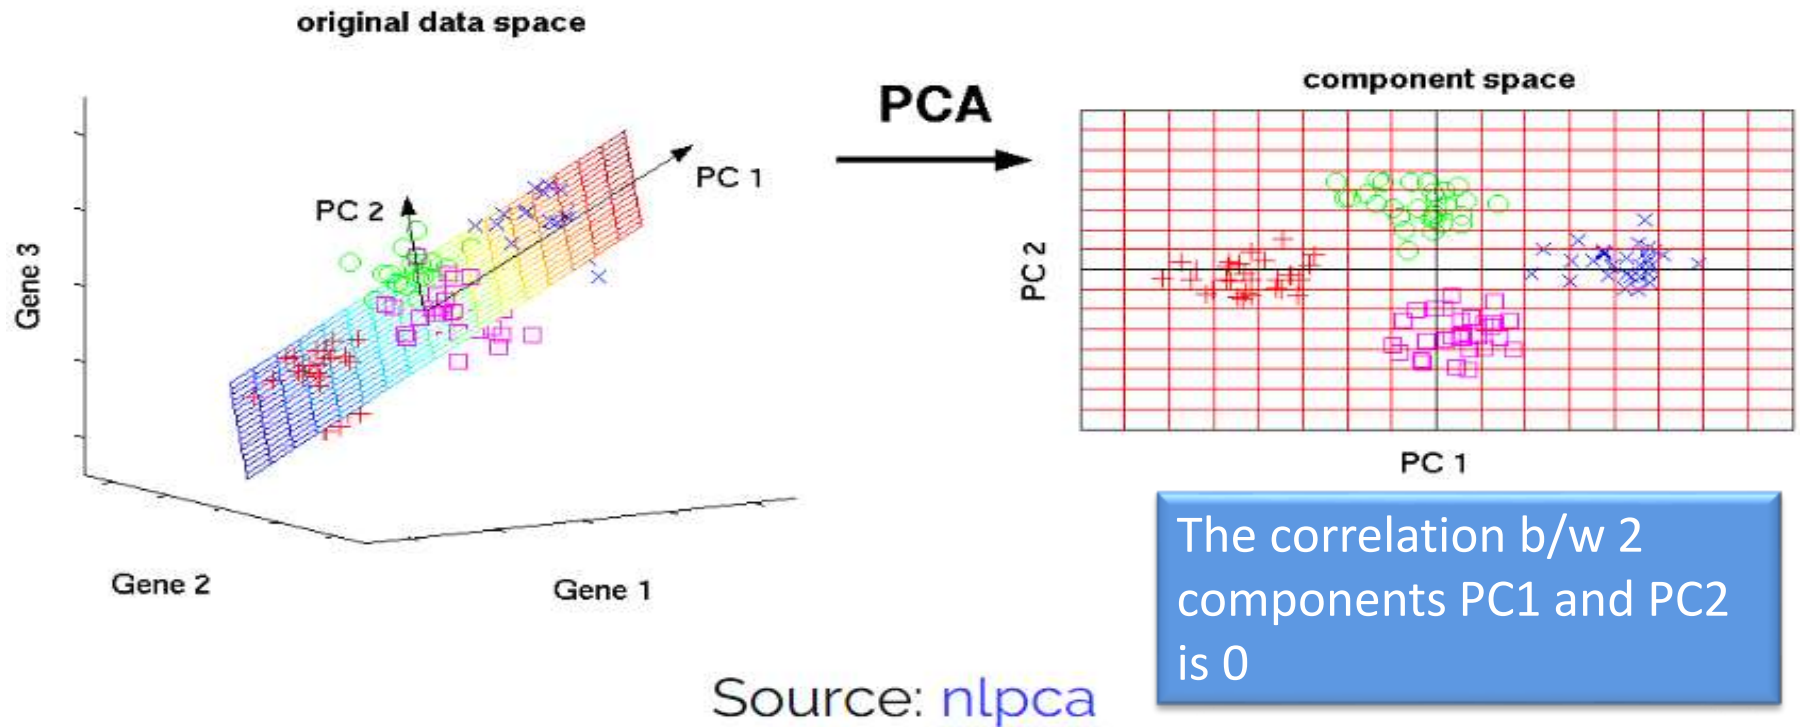 original data space
PCA
component space
PC 1
PC 2
Gene 3
PC 2
Gene 2
Gene 1
PC 1
The correlation b/w 2
components PC1 and PC2
is 0
Source: nlpca